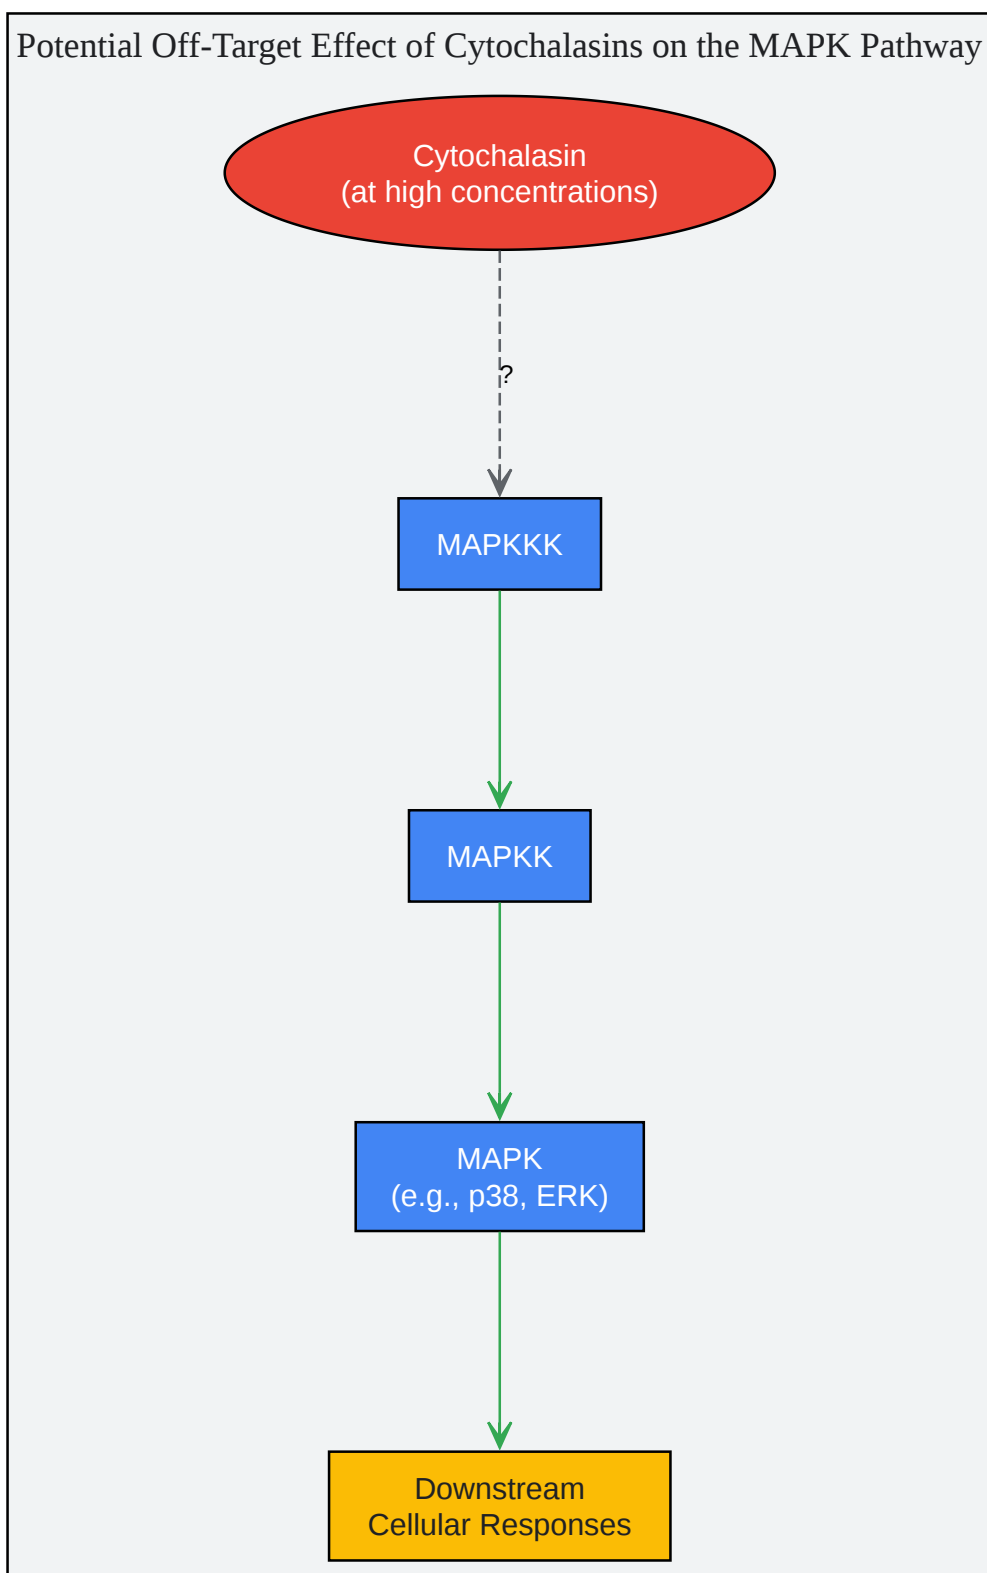 Potential Off-Target Effect of Cytochalasins on the MAPK Pathway
Cytochalasin
(at high concentrations)
?
MAPKKK
MAPKK
MAPK
(e.g., p38, ERK)
Downstream
Cellular Responses